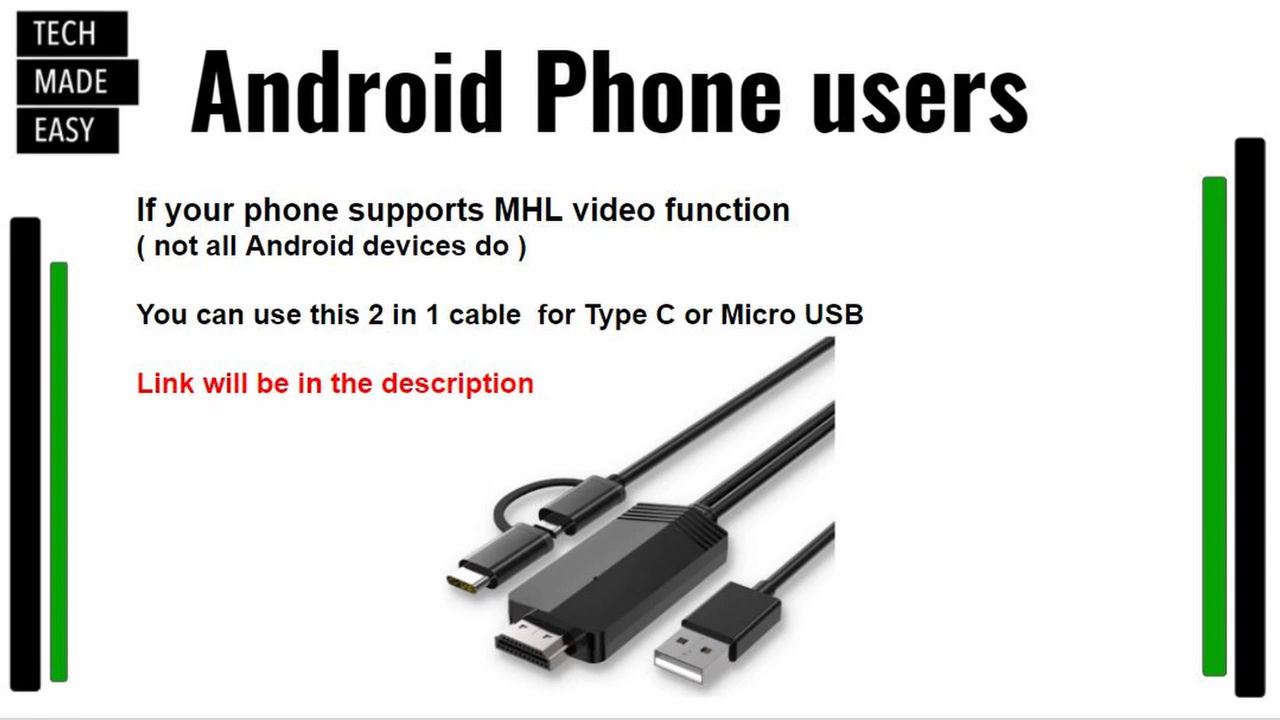 TECH
MADE
EASY
Android Phone users
If your phone supports MHL video function
( not all Android devices do )
You can use this 2 in 1 cable  for Type C or Micro USB
Link will be in the description